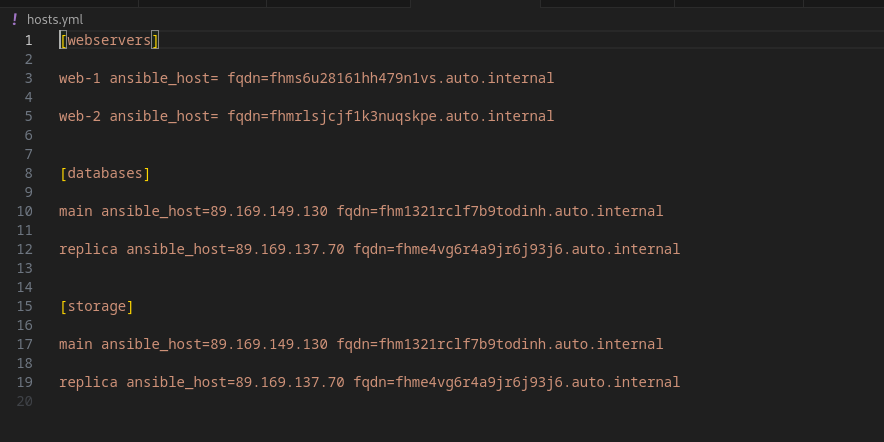 ! hosts.yml
1 [webservers]
2
3 web-1 ansible_host= fqdn=fhms6u28161hh479n1vs.auto.internal
4
5 web-2 ansible_host= fqdn=fhmrlsjcjf1k3nuqskpe.auto.internal
6
7
8 [databases]
9
10 main ansible_host=89.169.149.130 fqdn=fhm1321rclf7b9todinh.auto.internal
11
12 replica ansible_host=89.169.137.70 fqdn=fhme4vg6r4a9jr6j93j6.auto.internal
13
14
15 [storage]
16
17 main ansible_host=89.169.149.130 fqdn=fhm1321rclf7b9todinh.auto.internal
18
19 replica ansible_host=89.169.137.70 fqdn=fhme4vg6r4a9jr6j93j6.auto.internal
20